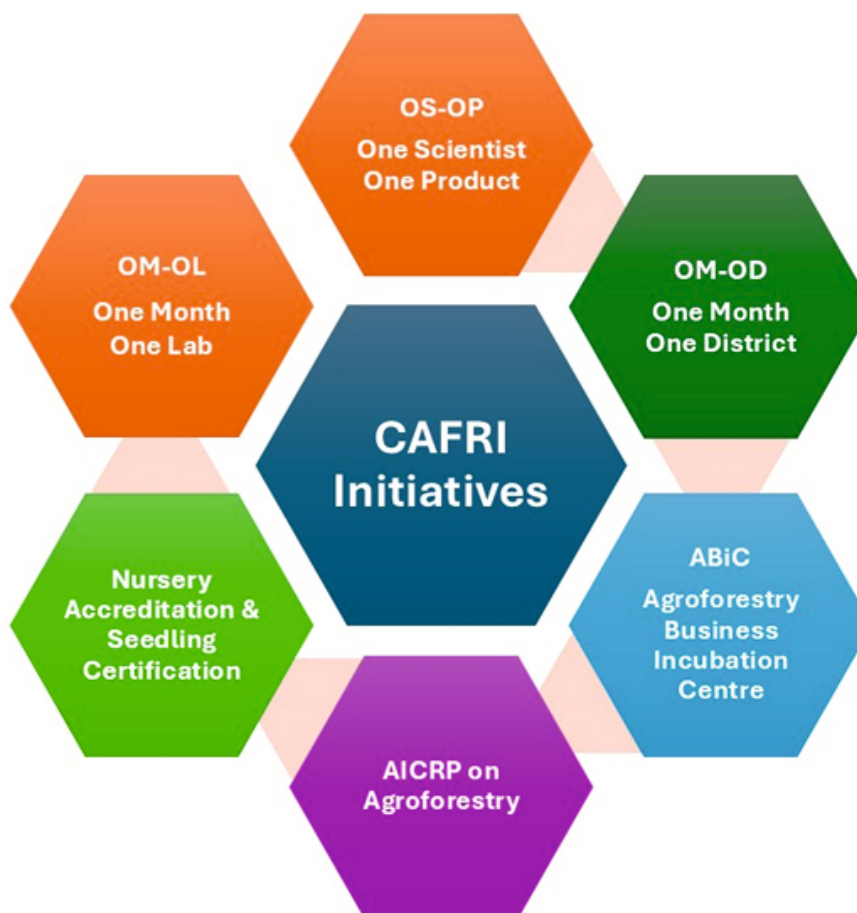 OS-OP
One Scientist
One Product
OM-OL
One Month
One Lab
OM-OD
One Month
One District
CAFRI
Initiatives
Nursery
Accreditation &
Seedling
Certification
ABiC
Agroforestry
Business
Incubation
Centre
AICRP on
Agroforestry